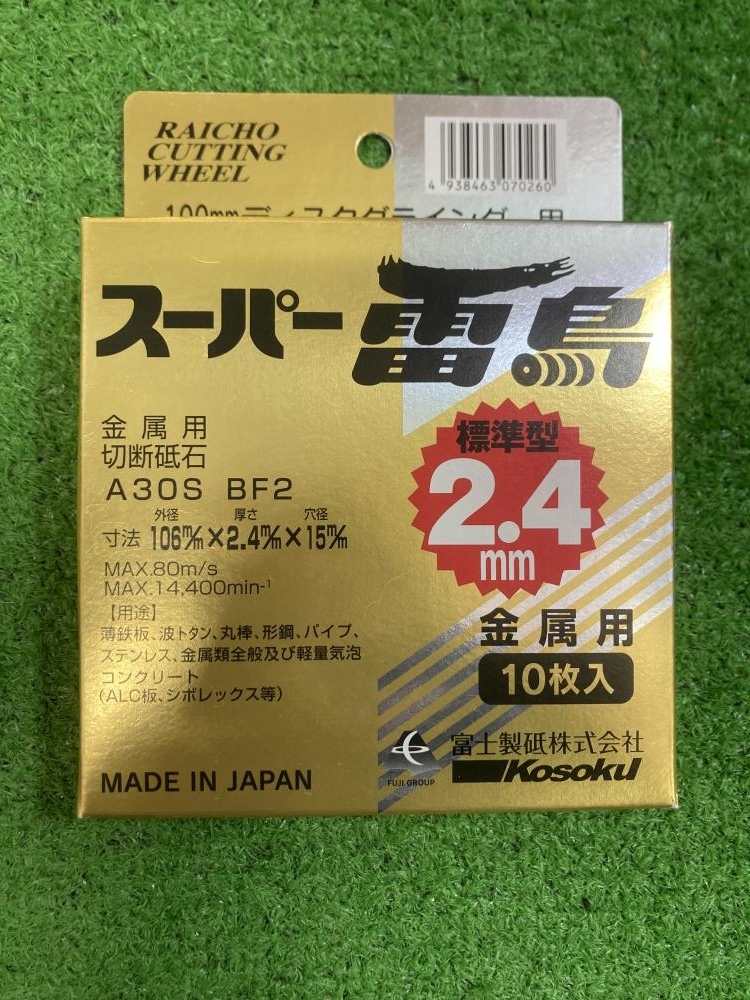 RAICHO
CUTTING
WHEEL
4 938463 070260
100mmディスクグラインダー用
スーパー雷鳥
金属用
切断砥石
A30S BF2
標準型
2.4
mm
外径 厚さ 穴径
寸法 106m/m×2.4m/m×15m/m
MAX.80m/s
MAX.14,400min-1
【用途】
薄鉄板、波トタン、丸棒、形鋼、パイプ、
ステンレス、金属類全般及び軽量気泡
コンクリート
(ALC板、シポレックス等)
金属用
10枚入
富士製砥株式会社
FUJI GROUP
Kosoku
MADE IN JAPAN